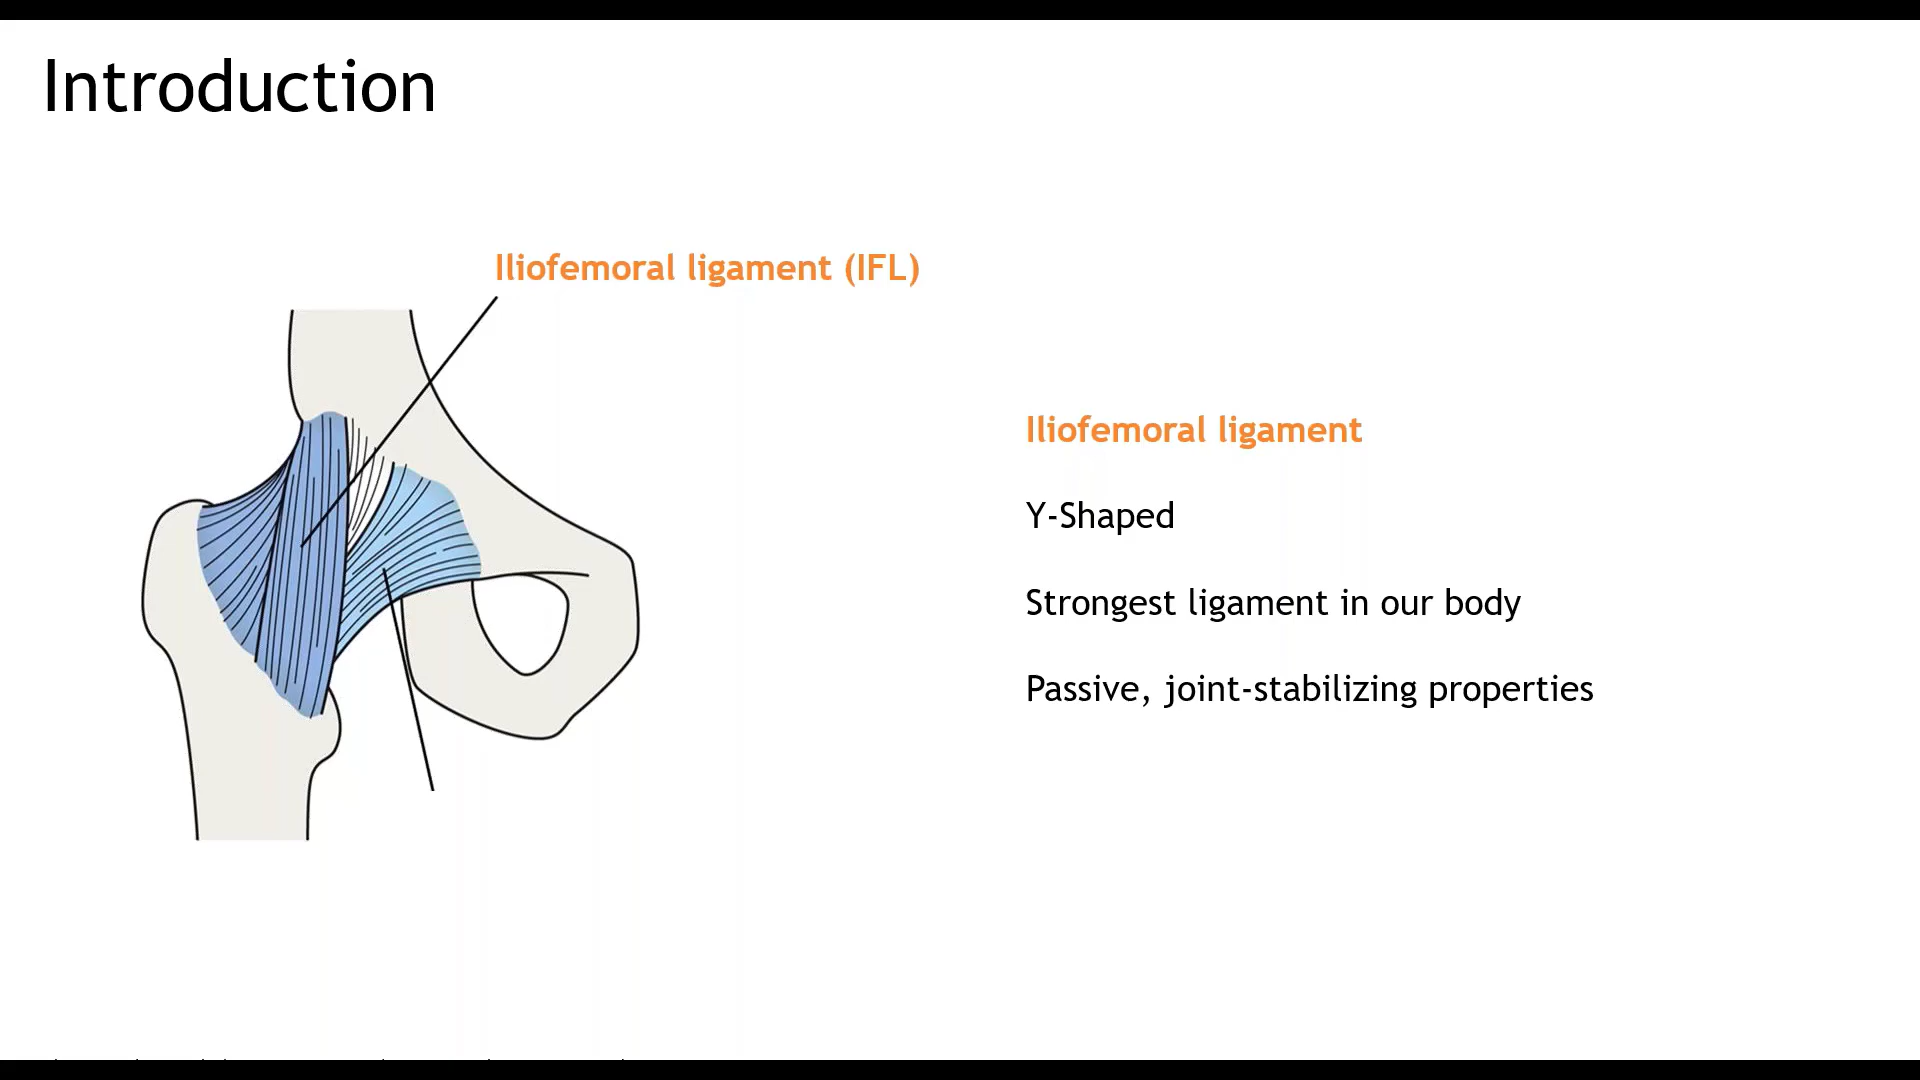 Introduction
Iliofemoral ligament (IFL)
Iliofemoral ligament
Y-Shaped
Strongest ligament in our body
Passive, joint-stabilizing properties